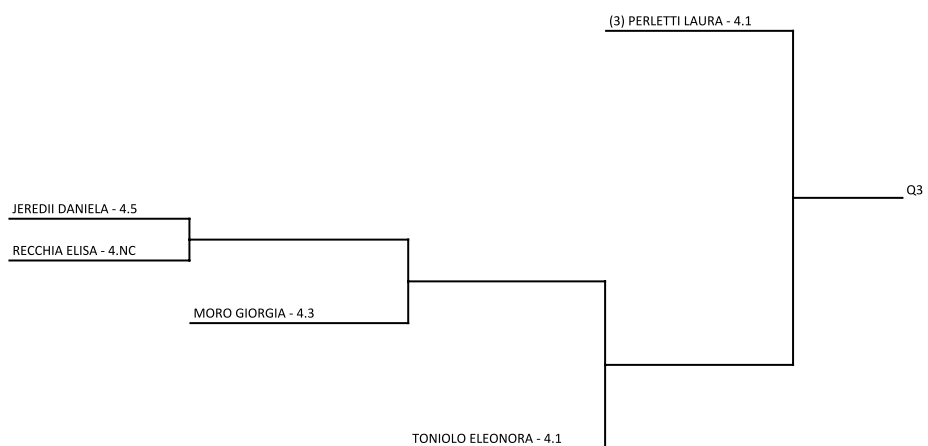 (3) PERLETTI LAURA - 4.1
Q3
JEREDII DANIELA - 4.5
RECCHIA ELISA - 4.NC
MORO GIORGIA - 4.3
TONIOLO ELEONORA - 4.1